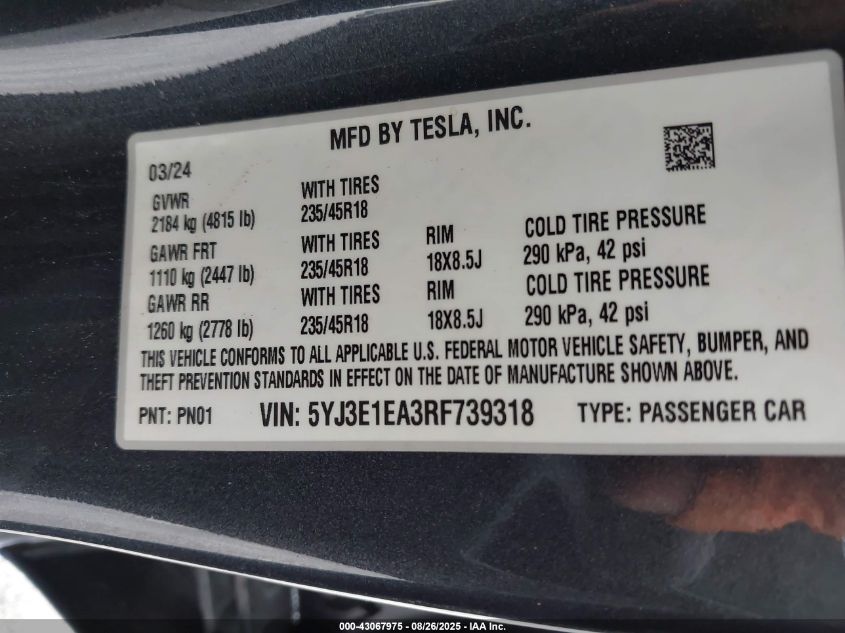 MFD BY TESLA, INC.
03/24
GVWR
2184 kg (4815 lb)
WITH TIRES
235/45R18
GAWR FRT
1110 kg (2447 lb)
WITH TIRES
235/45R18
RIM
18X8.5J
COLD TIRE PRESSURE
290 kPa, 42 psi
GAWR RR
1260 kg (2778 lb)
WITH TIRES
235/45R18
RIM
18X8.5J
COLD TIRE PRESSURE
290 kPa, 42 psi
THIS VEHICLE CONFORMS TO ALL APPLICABLE U.S. FEDERAL MOTOR VEHICLE SAFETY, BUMPER, AND
THEFT PREVENTION STANDARDS IN EFFECT ON THE DATE OF MANUFACTURE SHOWN ABOVE.
PNT: PN01 VIN: 5YJ3E1EA3RF739318 TYPE: PASSENGER CAR
000-43067975 - 08/26/2025 - IAA Inc.